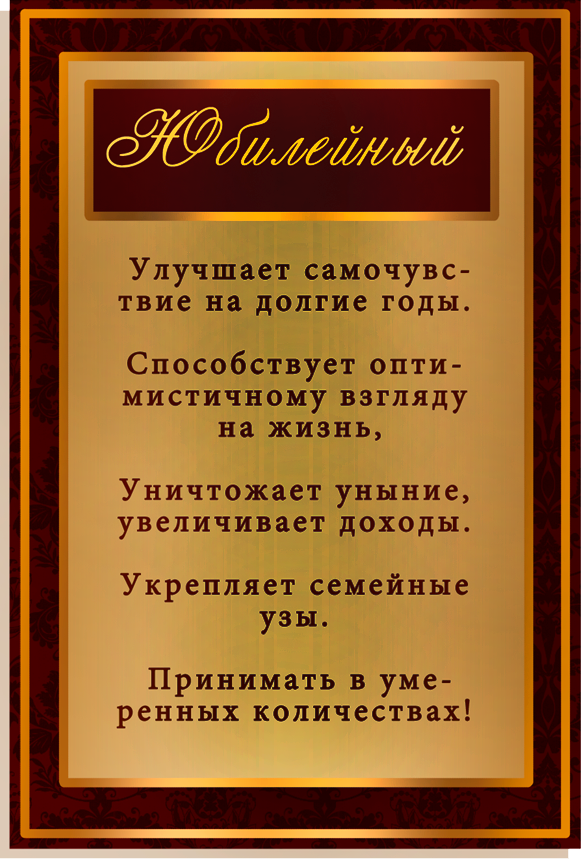 Юбилейный
Улучшает самочувс-
твие на долгие годы.
Способствует опти-
мистичному взгляду
на жизнь,
Уничтожает уныние,
увеличивает доходы.
Укрепляет семейные
узы.
Принимать в уме-
ренных количествах!